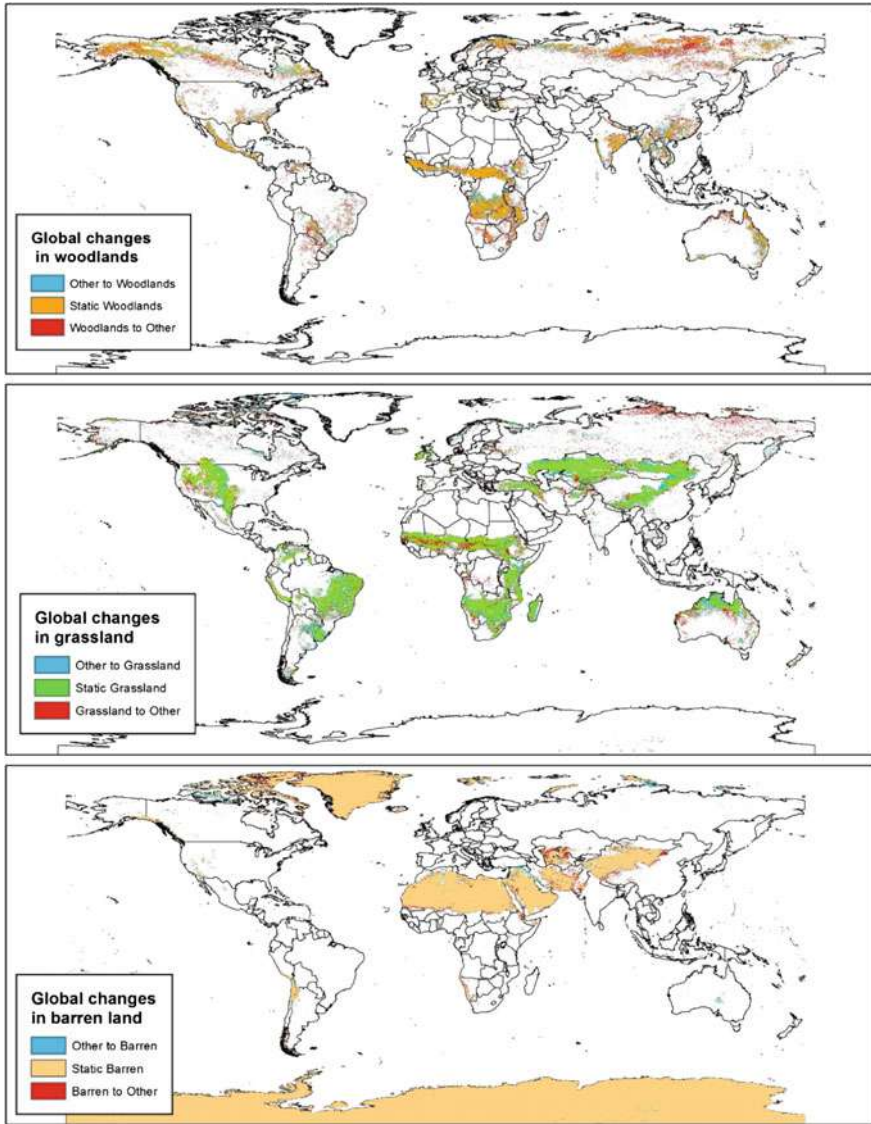 Global changes
in woodlands
Other to Woodlands
Static Woodlands
Woodlands to Other
Global changes
in grassland
Other to Grassland
Static Grassland
Grassland to Other
Global changes
in barren land
Other to Barren
Static Barren
Barren to Other